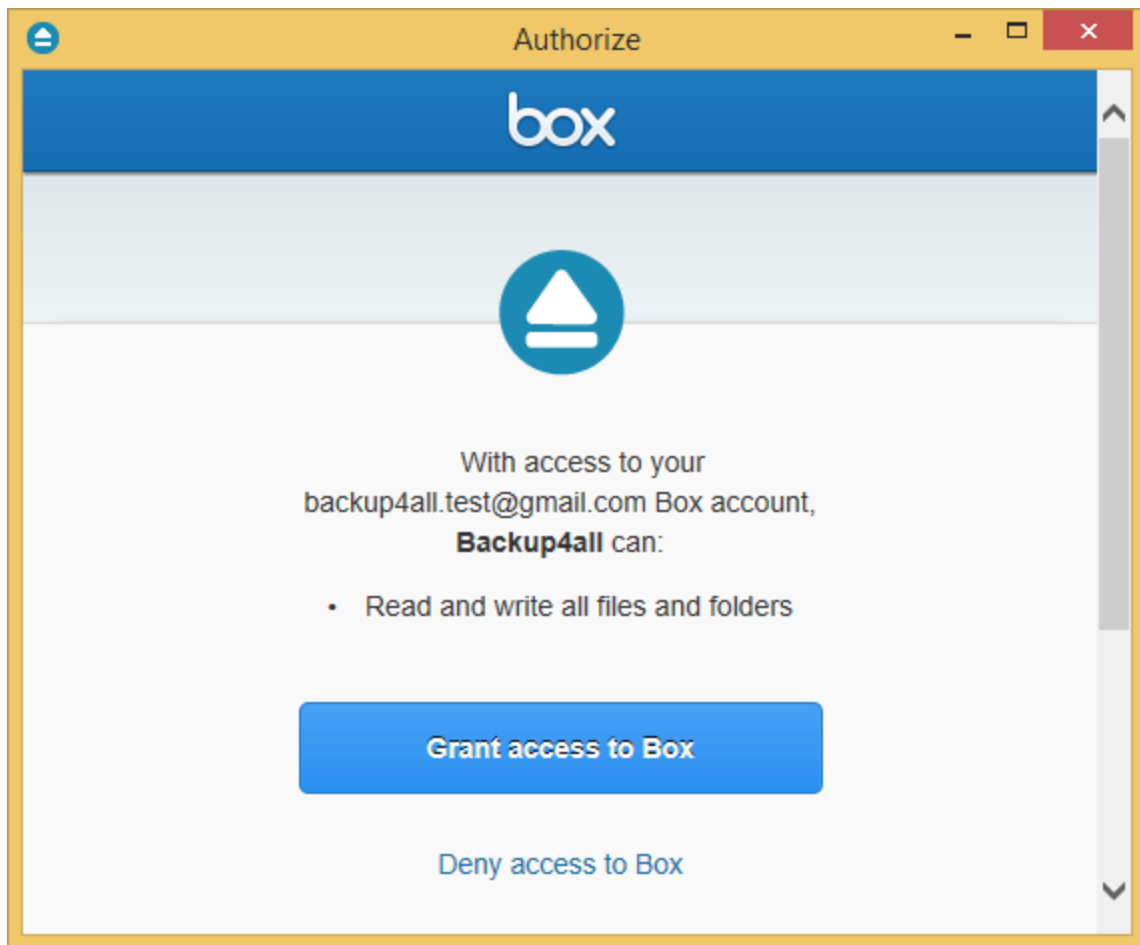 Authorize
box
With access to your
backup4all.test@gmail.com Box account,
Backup4all can:
• Read and write all files and folders
Grant access to Box
Deny access to Box